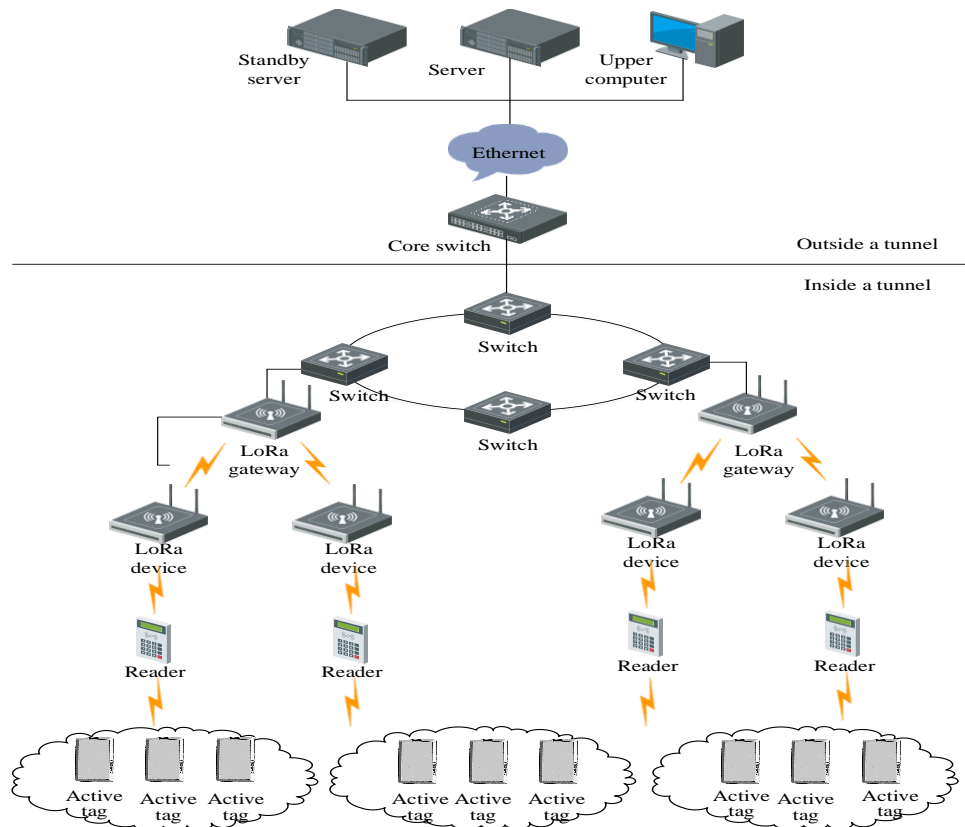 Standby
server
Server
Upper
computer
Ethernet
Core switch
Outside a tunnel
Inside a tunnel
Switch
Switch
Switch
Switch
LoRa
gateway
LoRa
gateway
LoRa
device
LoRa
device
LoRa
device
LoRa
device
Reader
Reader
Reader
Reader
Active
tag
Active
tag
Active
tag
Active
tag
Active
tag
Active
tag
Active
tag
Active
tag
Active
tag